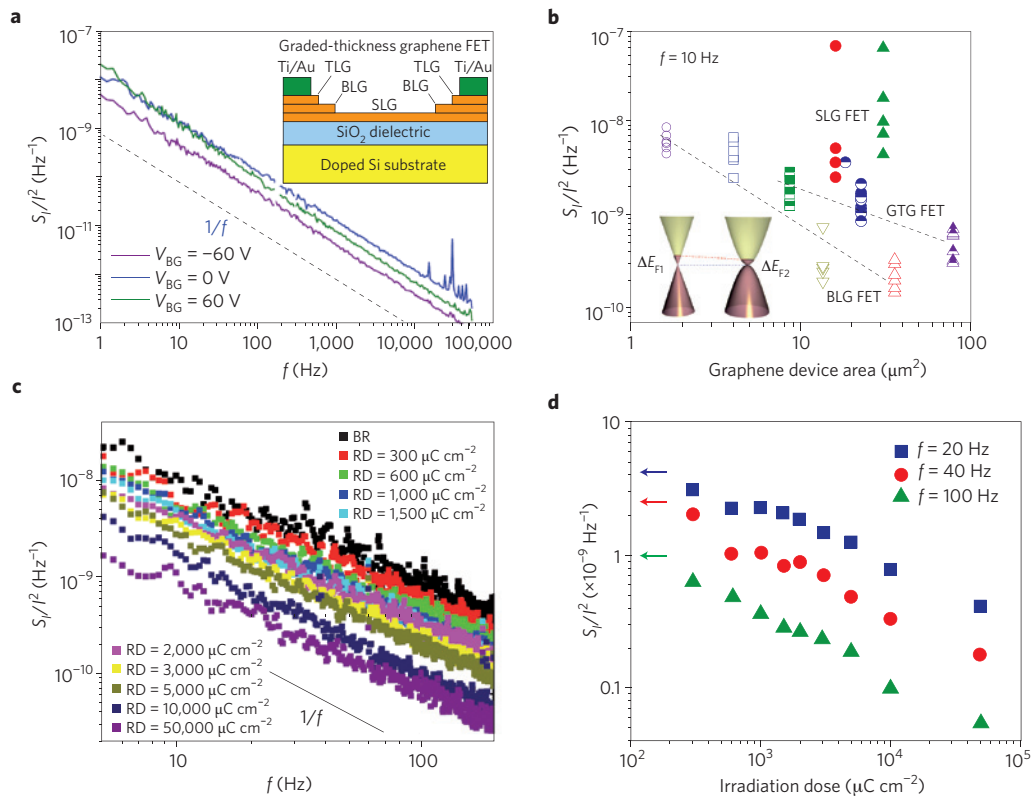 a
10⁻⁷
10⁻⁹
10⁻¹¹
10⁻¹³
S_I/I² (Hz⁻¹)
Graded-thickness graphene FET
Ti/Au
TLG
TLG
Ti/Au
BLG
BLG
SLG
SiO₂ dielectric
Doped Si substrate
1/f
V_BG = −60 V
V_BG = 0 V
V_BG = 60 V
1
10
100
1,000
10,000
100,000
f (Hz)
b
10⁻⁷
10⁻⁸
10⁻⁹
10⁻¹⁰
S_I/I² (Hz⁻¹)
f = 10 Hz
SLG FET
GTG FET
BLG FET
ΔE_F1
ΔE_F2
1
10
100
Graphene device area (μm²)
c
10⁻⁸
10⁻⁹
10⁻¹⁰
S_I/I² (Hz⁻¹)
BR
RD = 300 μC cm⁻²
RD = 600 μC cm⁻²
RD = 1,000 μC cm⁻²
RD = 1,500 μC cm⁻²
RD = 2,000 μC cm⁻²
RD = 3,000 μC cm⁻²
RD = 5,000 μC cm⁻²
RD = 10,000 μC cm⁻²
RD = 50,000 μC cm⁻²
1/f
10
100
f (Hz)
d
10
1
0.1
S_I/I² (×10⁻⁹ Hz⁻¹)
f = 20 Hz
f = 40 Hz
f = 100 Hz
10²
10³
10⁴
10⁵
Irradiation dose (μC cm⁻²)